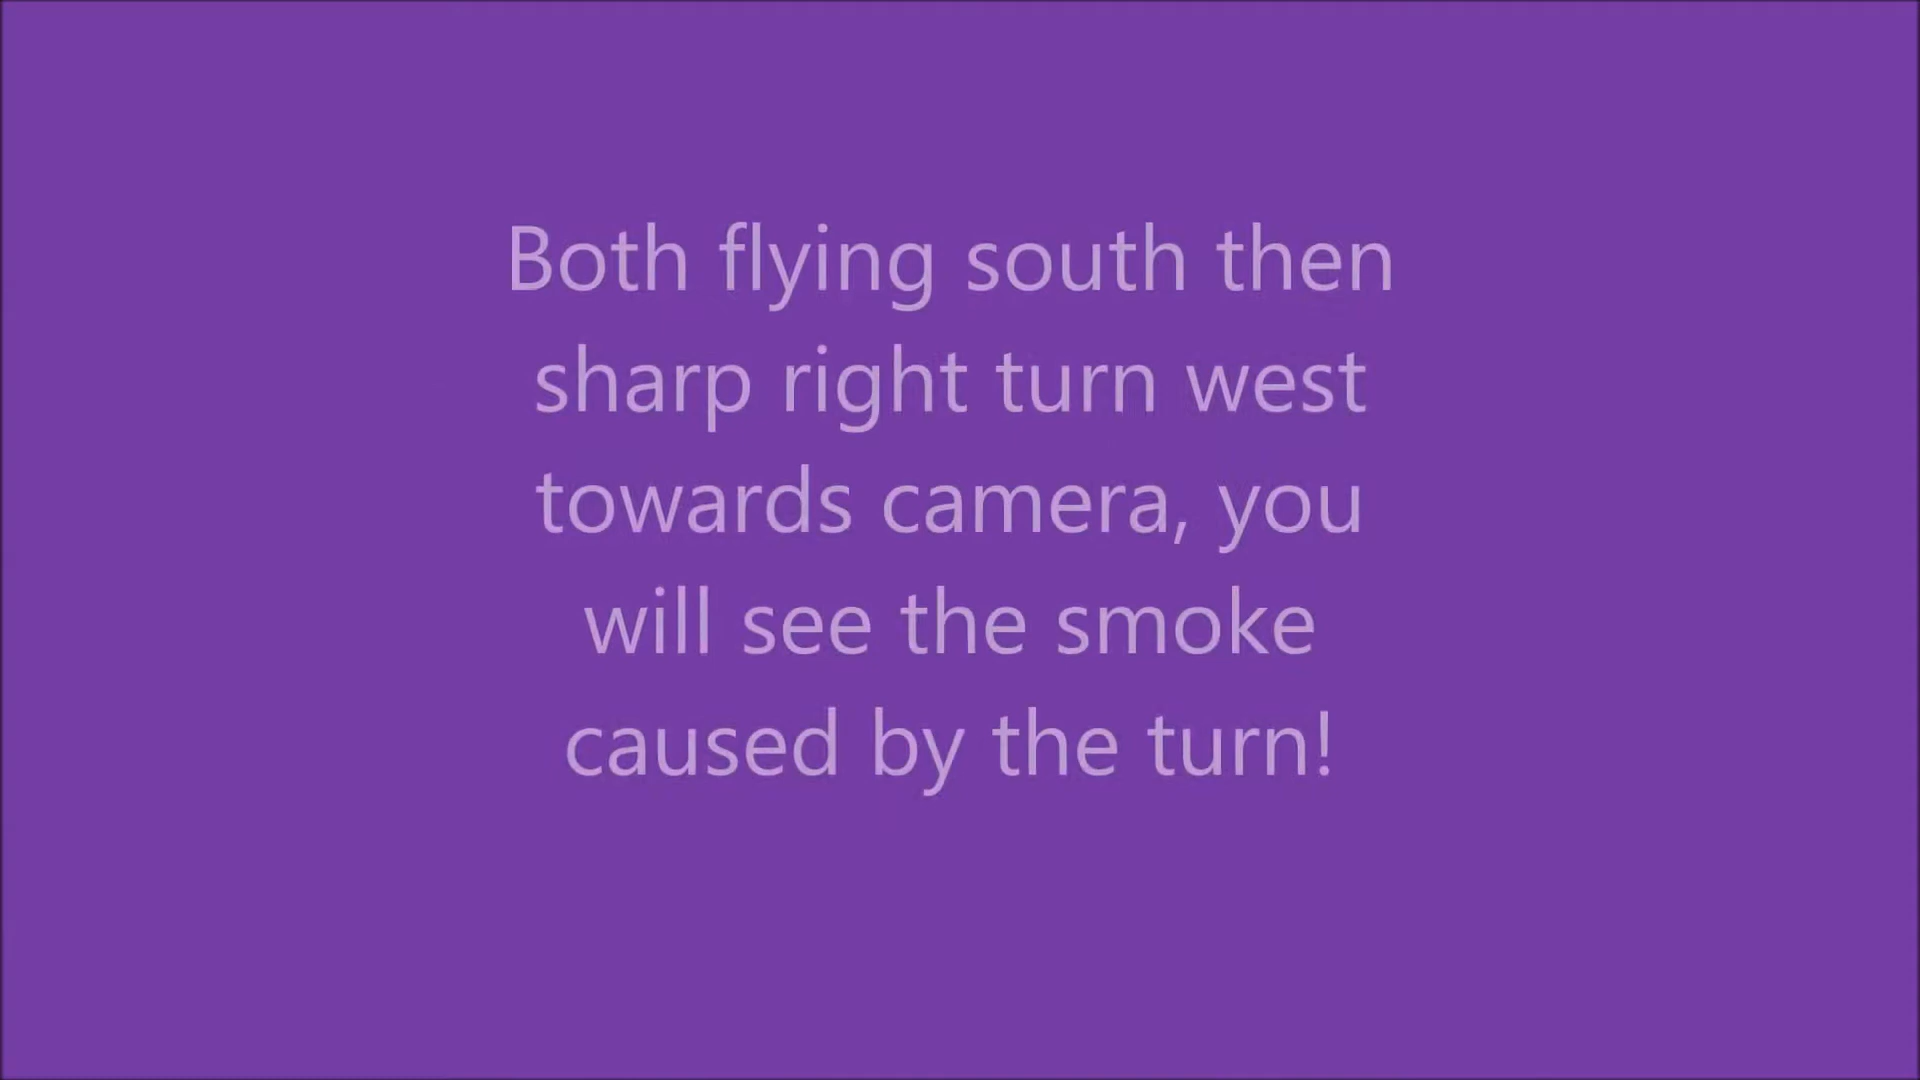 Both flying south then
sharp right turn west
towards camera, you
will see the smoke
caused by the turn!